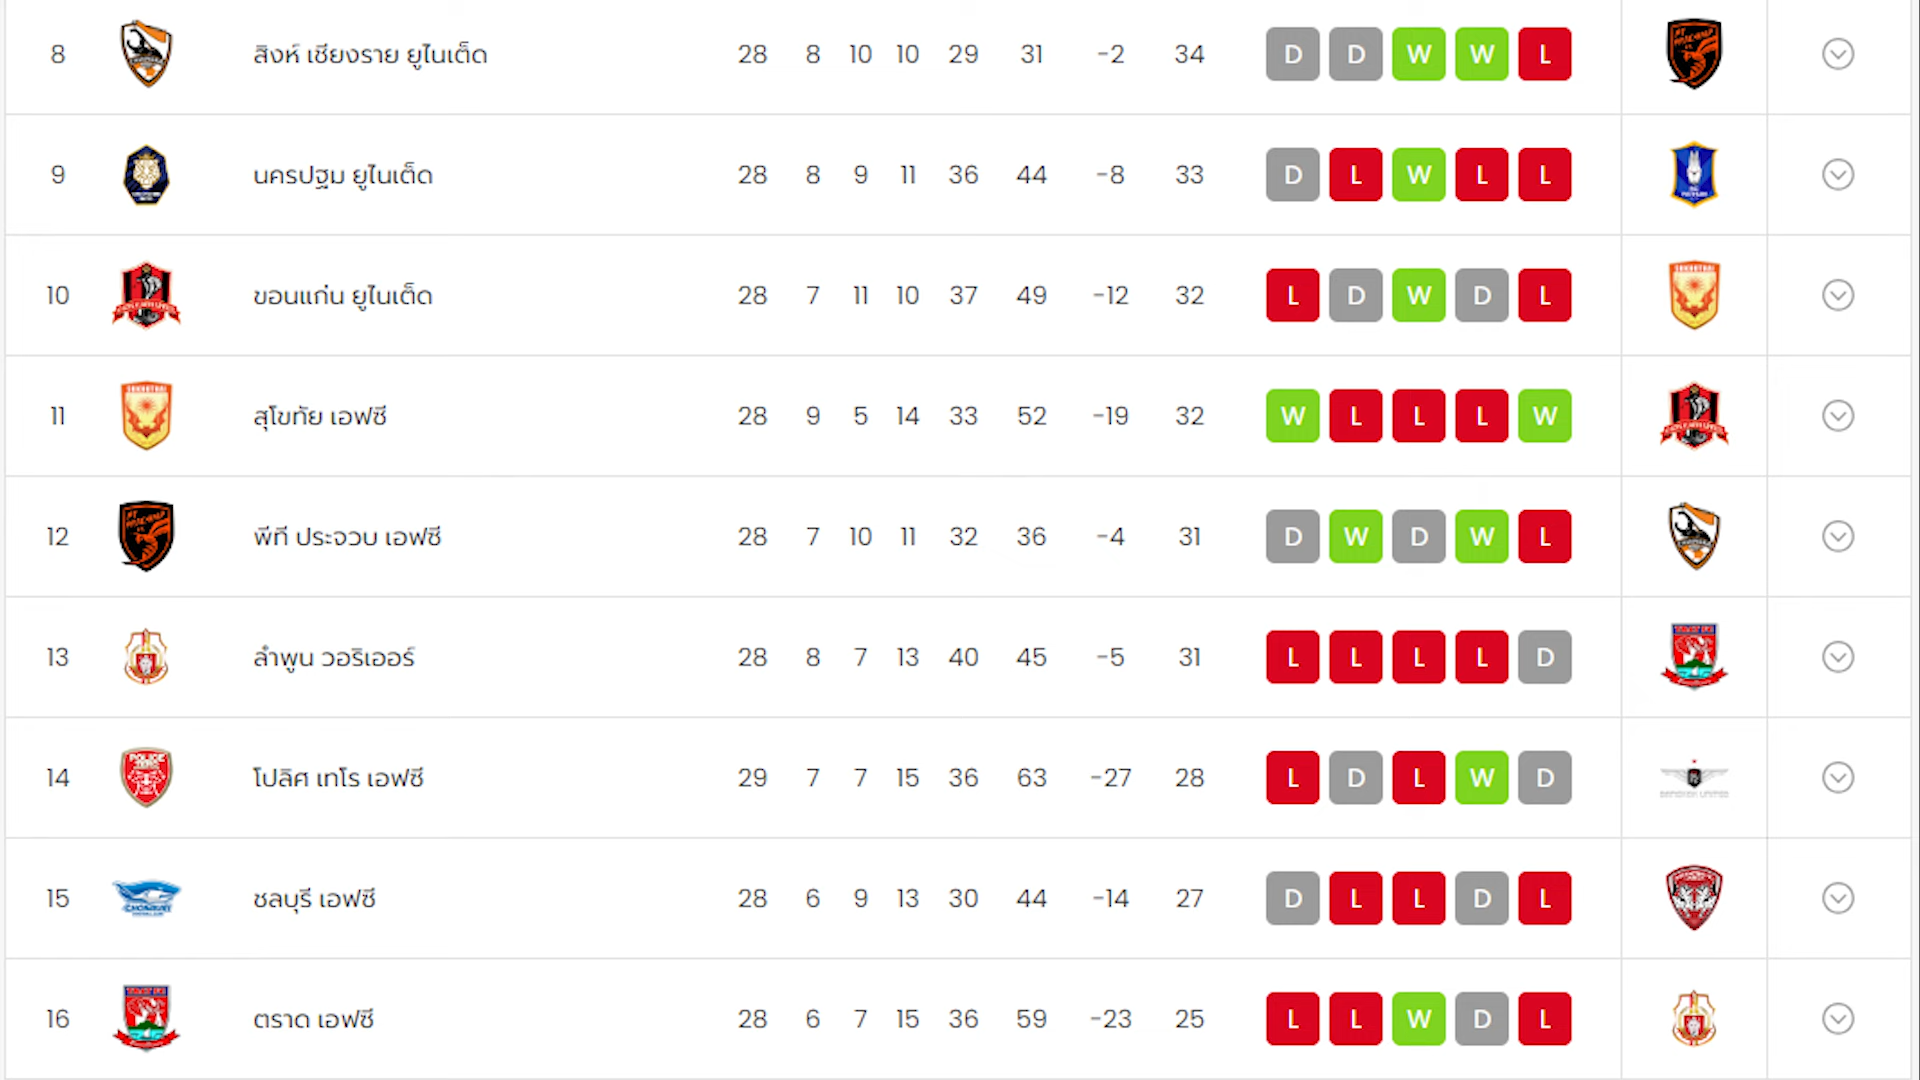 8 สิงห์ เชียงราย ยูไนเต็ด 28 8 10 10 29 31 -2 34 D D W W L
9 นครปฐม ยูไนเต็ด 28 8 9 11 36 44 -8 33 D L W L L
10 ขอนแก่น ยูไนเต็ด 28 7 11 10 37 49 -12 32 L D W D L
11 สุโขทัย เอฟซี 28 9 5 14 33 52 -19 32 W L L L W
12 พีที ประจวบ เอฟซี 28 7 10 11 32 36 -4 31 D W D W L
13 ลำพูน วอริเออร์ 28 8 7 13 40 45 -5 31 L L L L D
14 โปลิศ เทโร เอฟซี 29 7 7 15 36 63 -27 28 L D L W D
15 ชลบุรี เอฟซี 28 6 9 13 30 44 -14 27 D L L D L
16 ตราด เอฟซี 28 6 7 15 36 59 -23 25 L L W D L